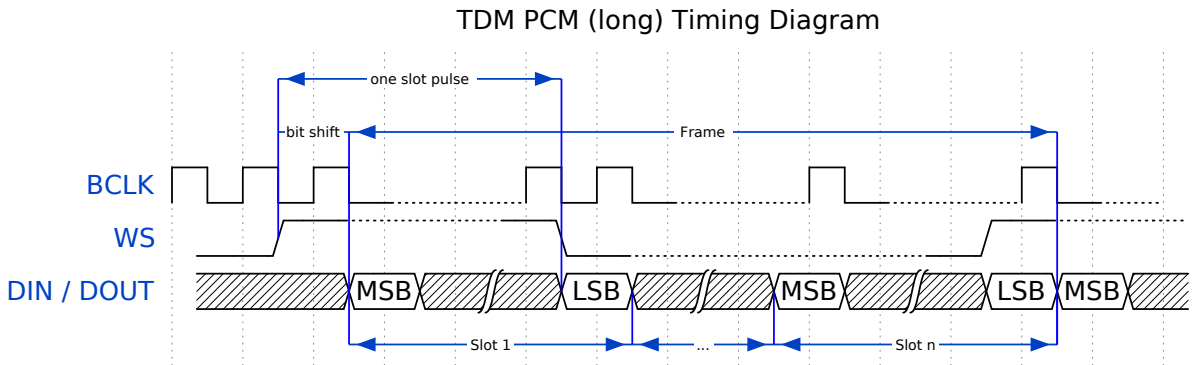 TDM PCM (long) Timing Diagram
one slot pulse
bit shift
Frame
BCLK
WS
DIN / DOUT
MSB
LSB
MSB
LSB
MSB
Slot 1
...
Slot n